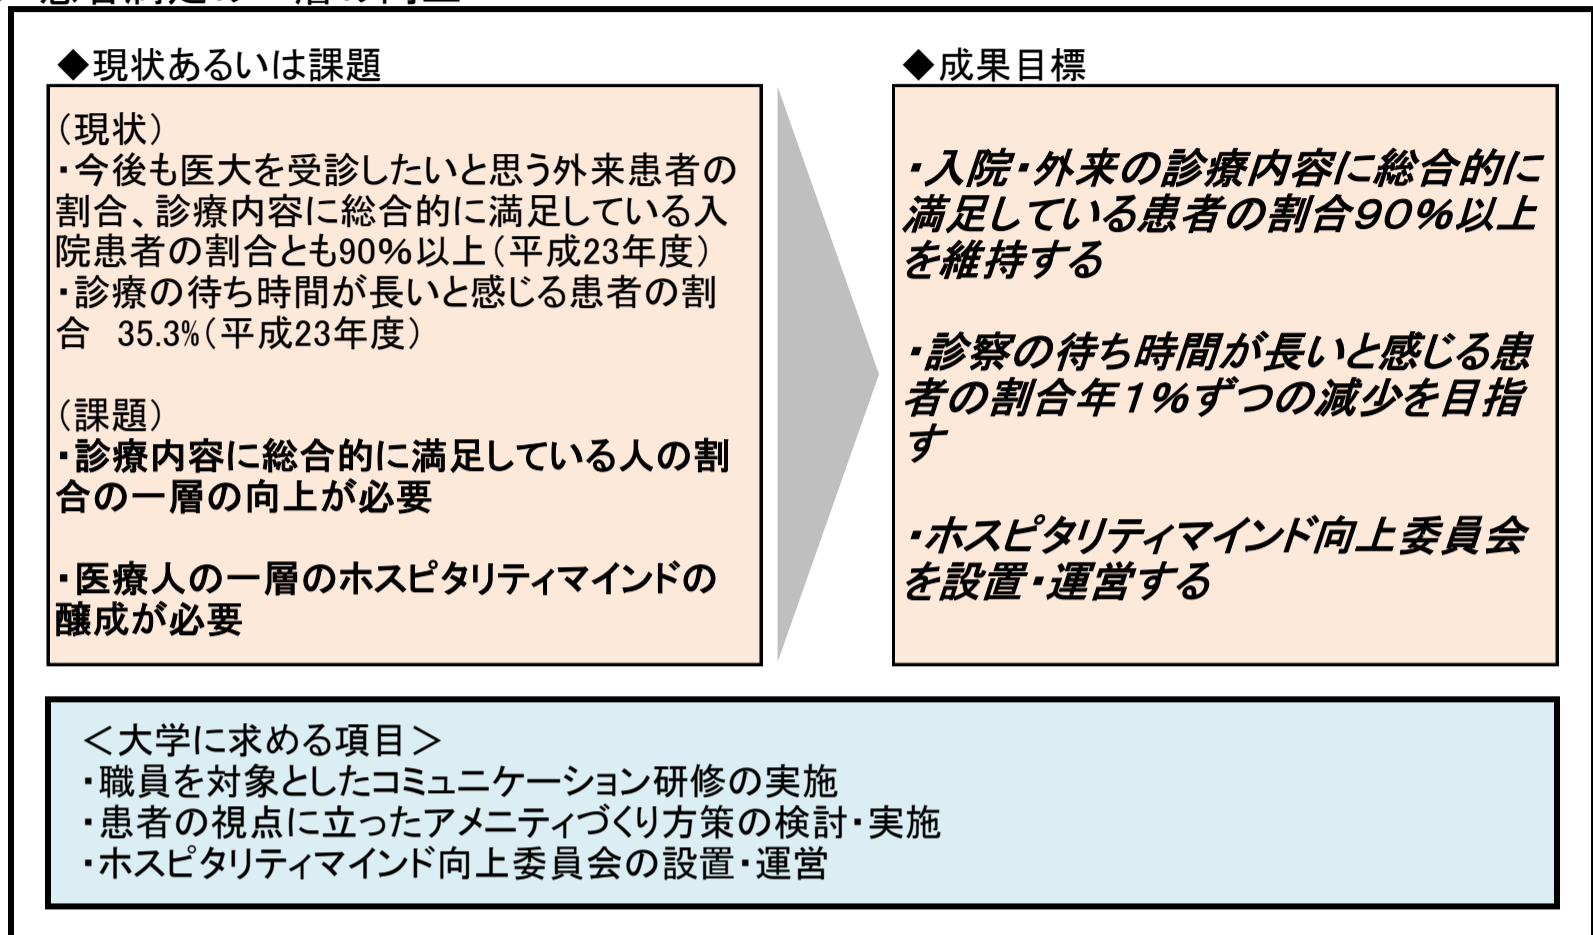 ◆現状あるいは課題
(現状)
・今後も医大を受診したいと思う外来患者の
割合、診療内容に総合的に満足している入
院患者の割合とも90%以上(平成23年度)
・診療の待ち時間が長いと感じる患者の割
合 35.3%(平成23年度)
(課題)
・診療内容に総合的に満足している人の割
合の一層の向上が必要
・医療人の一層のホスピタリティマインドの
醸成が必要
◆成果目標
・入院・外来の診療内容に総合的に
満足している患者の割合90%以上
を維持する
・診察の待ち時間が長いと感じる患
者の割合年1%ずつの減少を目指
す
・ホスピタリティマインド向上委員会
を設置・運営する
<大学に求める項目>
・職員を対象としたコミュニケーション研修の実施
・患者の視点に立ったアメニティづくり方策の検討・実施
・ホスピタリティマインド向上委員会の設置・運営